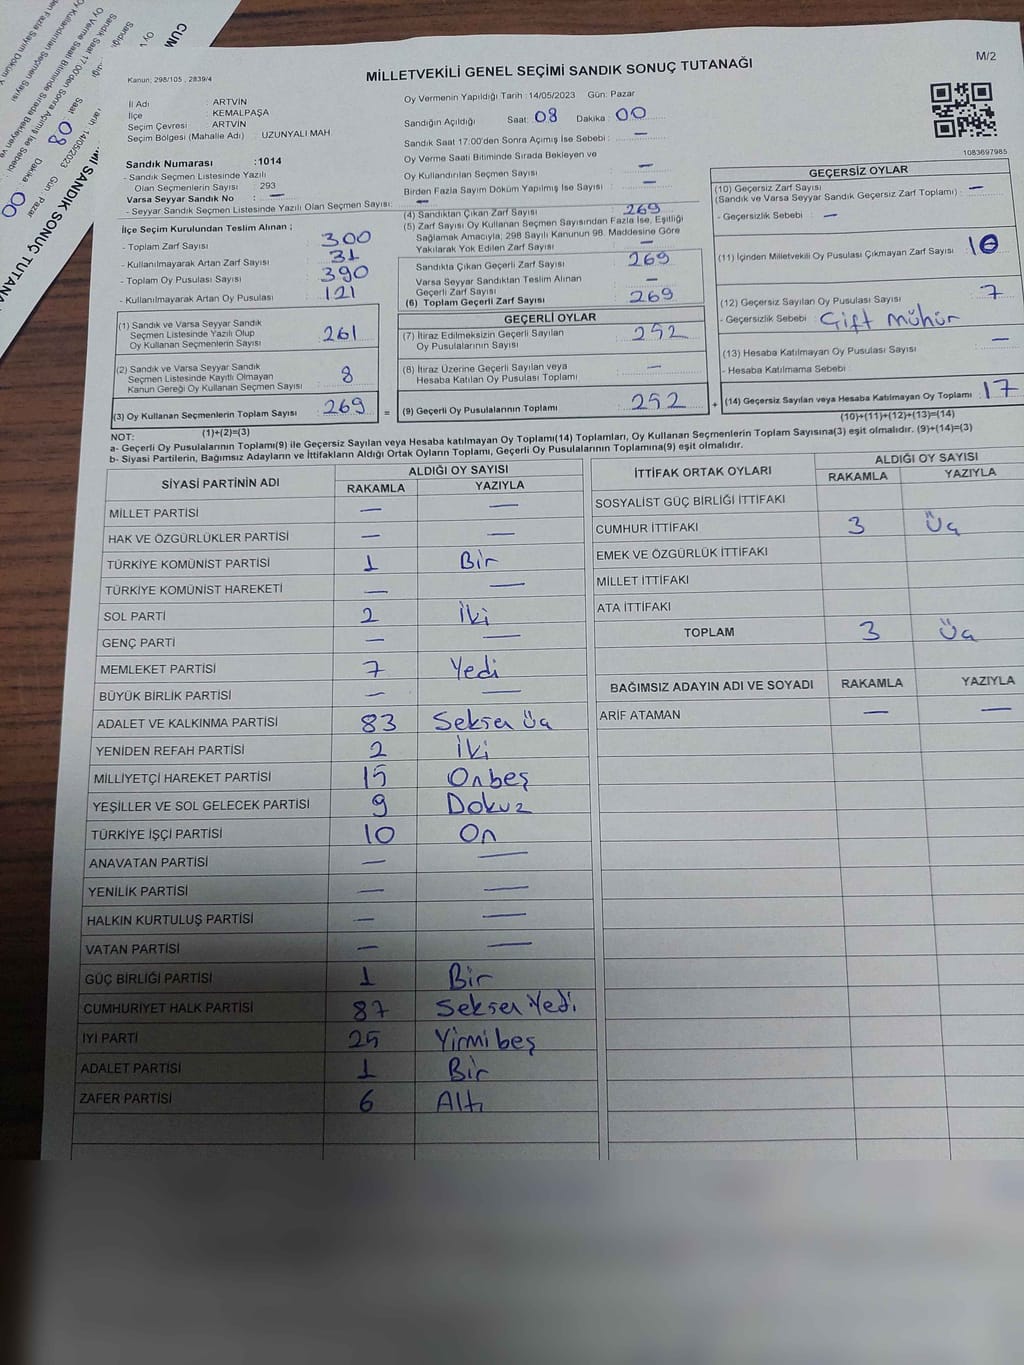 MİLLETVEKİLİ GENEL SEÇİMİ SANDIK SONUÇ TUTANAĞI
M/2
Kanun; 298/105 , 2839/4
İl Adı : ARTVİN
İlçe : KEMALPAŞA
Seçim Çevresi : ARTVİN
Seçim Bölgesi (Mahalle Adı) : UZUNYALI MAH.
Sandık Numarası :1014
- Sandık Seçmen Listesinde Yazılı
Olan Seçmenlerin Sayısı : 293
Varsa Seyyar Sandık No : —
- Seyyar Sandık Seçmen Listesinde Yazılı Olan Seçmen Sayısı: —
Oy Vermenin Yapıldığı Tarih : 14/05/2023 Gün: Pazar
Sandığın Açıldığı Saat: 08 Dakika 00
Sandık Saat 17.00'den Sonra Açımış İse Sebebi : —
Oy Verme Saati Bitiminde Sırada Bekleyen ve
Oy Kullandırılan Seçmen Sayısı —
Birden Fazla Sayım Döküm Yapılmış İse Sayısı —
1083697985
İlçe Seçim Kurulundan Teslim Alınan ;
- Toplam Zarf Sayısı 300
- Kullanılmayarak Artan Zarf Sayısı : 31
- Toplam Oy Pusulası Sayısı : 390
- Kullanılmayarak Artan Oy Pusulası : 121
(1) Sandık ve Varsa Seyyar Sandık
Seçmen Listesinde Yazılı Olup
Oy Kullanan Seçmenlerin Sayısı : 261
(2) Sandık ve Varsa Seyyar Sandık
Seçmen Listesinde Kayıtlı Olmayan
Kanun Gereği Oy Kullanan Seçmen Sayısı : 8
(3) Oy Kullanan Seçmenlerin Toplam Sayısı : 269 =
(1)+(2)=(3)
(4) Sandıktan Çıkan Zarf Sayısı : 269
(5) Zarf Sayısı Oy Kullanan Seçmen Sayısından Fazla İse, Eşitliği
Sağlamak Amacıyla; 298 Sayılı Kanunun 98. Maddesine Göre
Yakılarak Yok Edilen Zarf Sayısı : —
Sandıkta Çıkan Geçerli Zarf Sayısı : 269
Varsa Seyyar Sandıktan Teslim Alınan
Geçerli Zarf Sayısı : —
(6) Toplam Geçerli Zarf Sayısı : 269
GEÇERLİ OYLAR
(7) İtiraz Edilmeksizin Geçerli Sayılan
Oy Pusulalarının Sayısı : 252
(8) İtiraz Üzerine Geçerli Sayılan veya
Hesaba Katılan Oy Pusulası Toplamı : —
(9) Geçerli Oy Pusulalarının Toplamı : 252 +
GEÇERSİZ OYLAR
(10) Geçersiz Zarf Sayısı
(Sandık ve Varsa Seyyar Sandık Geçersiz Zarf Toplamı) : —
- Geçersizlik Sebebi : —
(11) İçinden Milletvekili Oy Pusulası Çıkmayan Zarf Sayısı : 10
(12) Geçersiz Sayılan Oy Pusulası Sayısı : 7
- Geçersizlik Sebebi : Çift Mühür
(13) Hesaba Katılmayan Oy Pusulası Sayısı : —
- Hesaba Katılmama Sebebi :
(14) Geçersiz Sayılan veya Hesaba Katılmayan Oy Toplamı : 17
(10)+(11)+(12)+(13)=(14)
NOT:
a- Geçerli Oy Pusulalarının Toplamı(9) ile Geçersiz Sayılan veya Hesaba katılmayan Oy Toplamı(14) Toplamları, Oy Kullanan Seçmenlerin Toplam Sayısına(3) eşit olmalıdır. (9)+(14)=(3)
b- Siyasi Partilerin, Bağımsız Adayların ve İttifakların Aldığı Ortak Oyların Toplamı, Geçerli Oy Pusulalarının Toplamına(9) eşit olmalıdır.
SİYASİ PARTİNİN ADI ALDIĞI OY SAYISI
RAKAMLA YAZIYLA
MİLLET PARTİSİ — —
HAK VE ÖZGÜRLÜKLER PARTİSİ — —
TÜRKİYE KOMÜNİST PARTİSİ 1 Bir
TÜRKİYE KOMÜNİST HAREKETİ — —
SOL PARTİ 2 İki
GENÇ PARTİ — —
MEMLEKET PARTİSİ 7 Yedi
BÜYÜK BİRLİK PARTİSİ — —
ADALET VE KALKINMA PARTİSİ 83 Seksen üç
YENİDEN REFAH PARTİSİ 2 İki
MİLLİYETÇİ HAREKET PARTİSİ 15 Onbeş
YEŞİLLER VE SOL GELECEK PARTİSİ 9 Dokuz
TÜRKİYE İŞÇİ PARTİSİ 10 On
ANAVATAN PARTİSİ — —
YENİLİK PARTİSİ — —
HALKIN KURTULUŞ PARTİSİ — —
VATAN PARTİSİ — —
GÜÇ BİRLİĞİ PARTİSİ 1 Bir
CUMHURİYET HALK PARTİSİ 87 Seksen Yedi
İYİ PARTİ 25 Yirmi beş
ADALET PARTİSİ 1 Bir
ZAFER PARTİSİ 6 Altı
İTTİFAK ORTAK OYLARI ALDIĞI OY SAYISI
RAKAMLA YAZIYLA
SOSYALİST GÜÇ BİRLİĞİ İTTİFAKI
CUMHUR İTTİFAKI 3 Üç
EMEK VE ÖZGÜRLÜK İTTİFAKI
MİLLET İTTİFAKI
ATA İTTİFAKI
TOPLAM 3 Üç
BAĞIMSIZ ADAYIN ADI VE SOYADI RAKAMLA YAZIYLA
ARİF ATAMAN — —